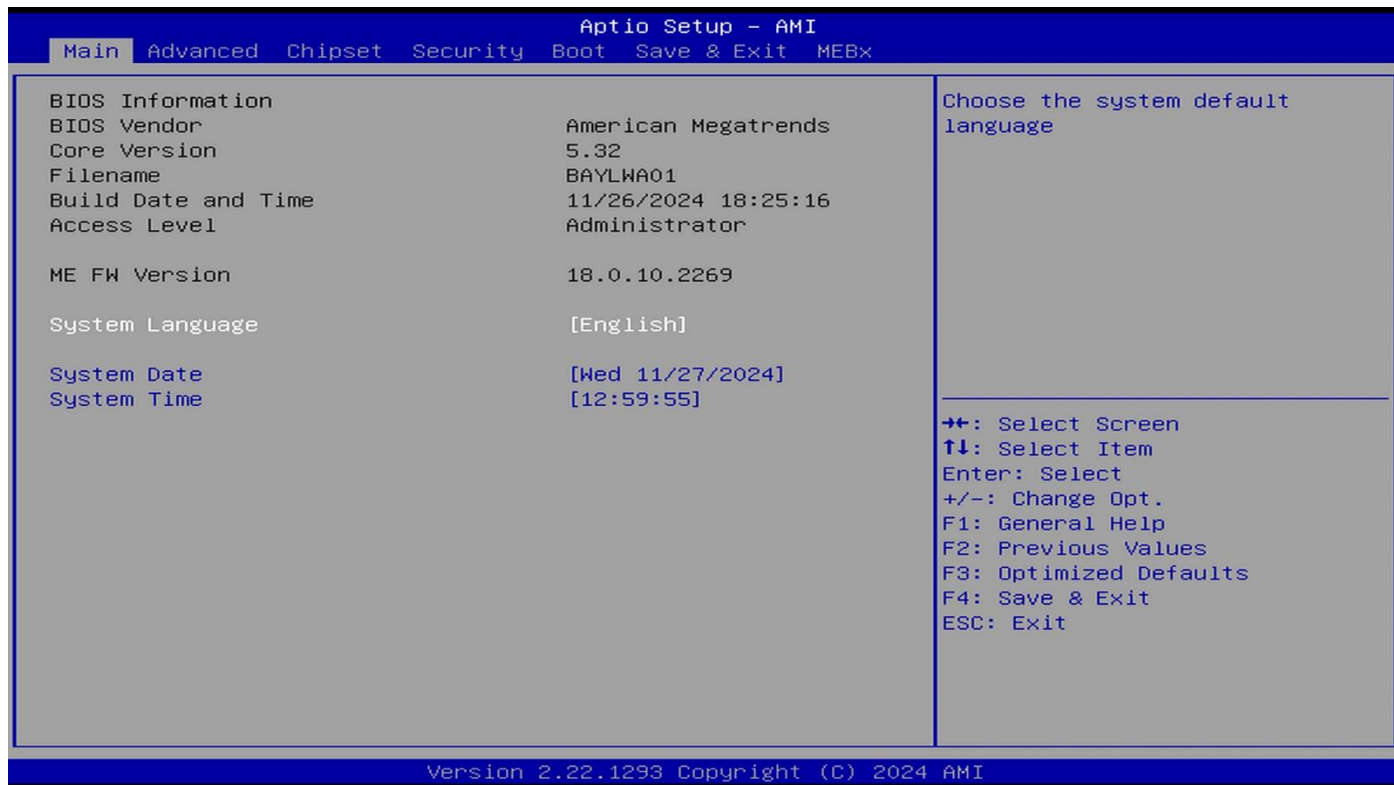 Aptio Setup – AMI
Main Advanced Chipset Security Boot Save & Exit MEBx
BIOS Information
BIOS Vendor American Megatrends
Core Version 5.32
Filename BAYLWA01
Build Date and Time 11/26/2024 18:25:16
Access Level Administrator
ME FW Version 18.0.10.2269
System Language [English]
System Date [Wed 11/27/2024]
System Time [12:59:55]
Choose the system default
language
→←: Select Screen
↑↓: Select Item
Enter: Select
+/-: Change Opt.
F1: General Help
F2: Previous Values
F3: Optimized Defaults
F4: Save & Exit
ESC: Exit
Version 2.22.1293 Copyright (C) 2024 AMI